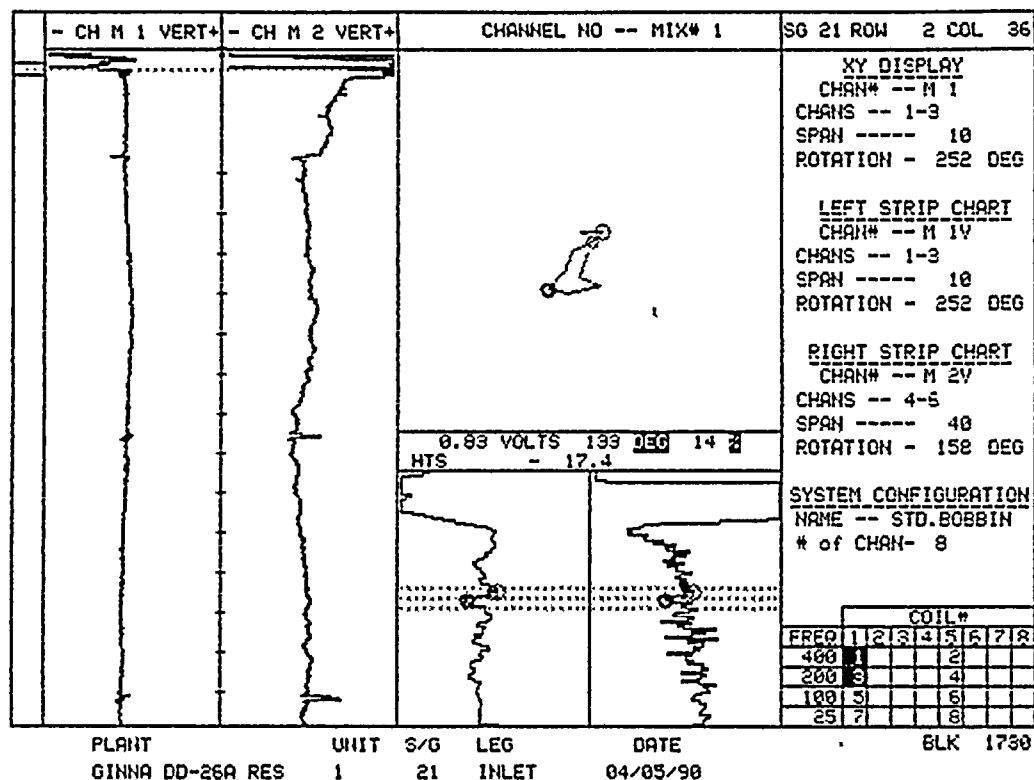 - CH M 1 VERT+ - CH M 2 VERT+ CHANNEL NO -- MIX# 1 SG 21 ROW 2 COL 36
XY DISPLAY
CHAN# -- M 1
CHANS -- 1-3
SPAN ----- 10
ROTATION - 252 DEG
LEFT STRIP CHART
CHAN# -- M 1V
CHANS -- 1-3
SPAN ----- 10
ROTATION - 252 DEG
RIGHT STRIP CHART
CHAN# -- M 2V
CHANS -- 4-6
SPAN ----- 40
ROTATION - 158 DEG
0.83 VOLTS 133 DEG 14 %
HTS - 17.4
SYSTEM CONFIGURATION
NAME -- STD.BOBBIN
# of CHAN- 8
COIL#
FREQ 1 2 3 4 5 6 7 8
400 1 2
200 3 4
100 5 6
25 7 8
PLANT UNIT S/G LEG DATE BLK 1730
GINNA DD-26A RES 1 21 INLET 04/05/90